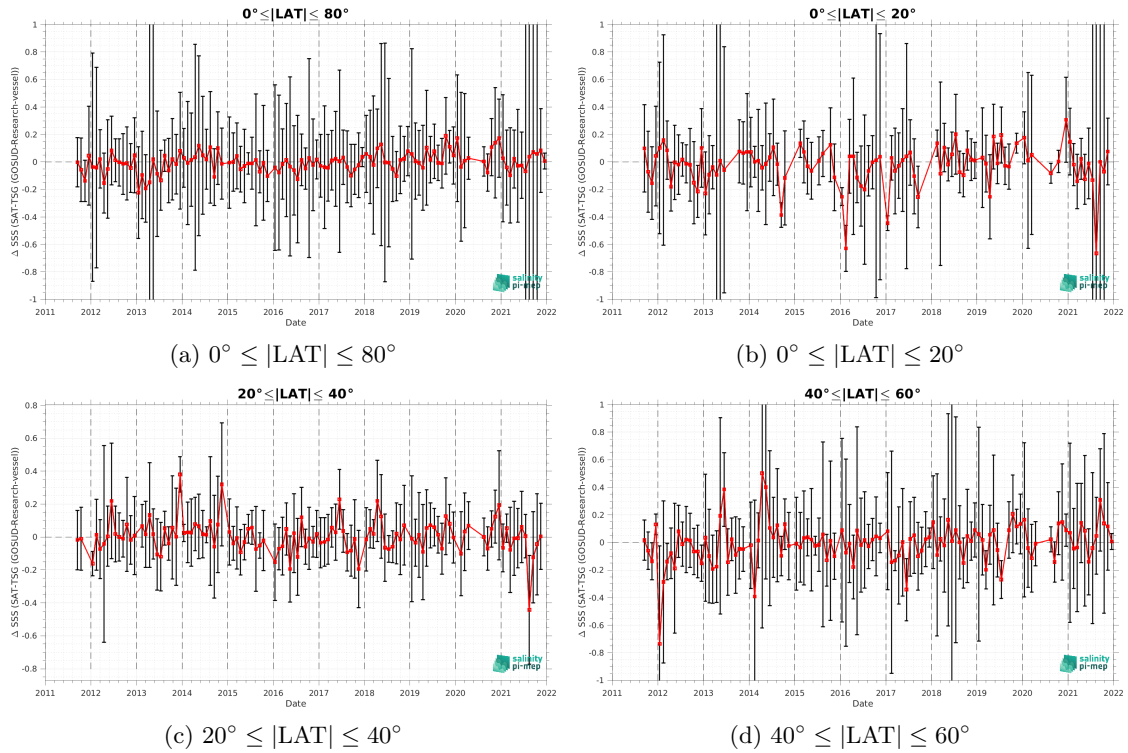 0°≤|LAT|≤ 80°
Δ SSS (SAT-TSG (GOSUD-Research-vessel))
1
0.8
0.6
0.4
0.2
0
-0.2
-0.4
-0.6
-0.8
-1
2011 2012 2013 2014 2015 2016 2017 2018 2019 2020 2021 2022
Date
salinity
pi-mep
(a) 0° ≤ |LAT| ≤ 80°
0°≤|LAT|≤ 20°
Δ SSS (SAT-TSG (GOSUD-Research-vessel))
1
0.8
0.6
0.4
0.2
0
-0.2
-0.4
-0.6
-0.8
-1
2011 2012 2013 2014 2015 2016 2017 2018 2019 2020 2021 2022
Date
salinity
pi-mep
(b) 0° ≤ |LAT| ≤ 20°
20°≤|LAT|≤ 40°
Δ SSS (SAT-TSG (GOSUD-Research-vessel))
0.8
0.6
0.4
0.2
0
-0.2
-0.4
-0.6
-0.8
2011 2012 2013 2014 2015 2016 2017 2018 2019 2020 2021 2022
Date
salinity
pi-mep
(c) 20° ≤ |LAT| ≤ 40°
40°≤|LAT|≤ 60°
Δ SSS (SAT-TSG (GOSUD-Research-vessel))
1
0.8
0.6
0.4
0.2
0
-0.2
-0.4
-0.6
-0.8
-1
2011 2012 2013 2014 2015 2016 2017 2018 2019 2020 2021 2022
Date
salinity
pi-mep
(d) 40° ≤ |LAT| ≤ 60°